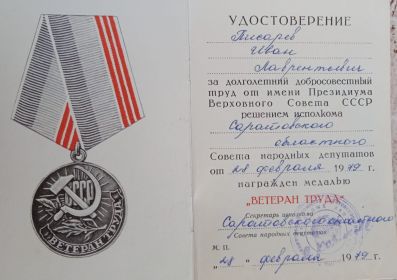 СССР
ВЕТЕРАН ТРУДА
УДОСТОВЕРЕНИЕ
Писарев
Иван
Лаврентьевич
за долголетний добросовестный
труд от имени Президиума
Верховного Совета СССР
решением исполкома
Саратовского
областного
Совета народных депутатов
от 28 февраля 1979 г.
награжден медалью
"ВЕТЕРАН ТРУДА"
Секретарь исполкома
Саратовского областного
Совета народных депутатов
М. П.
"28" февраля 1979 г.